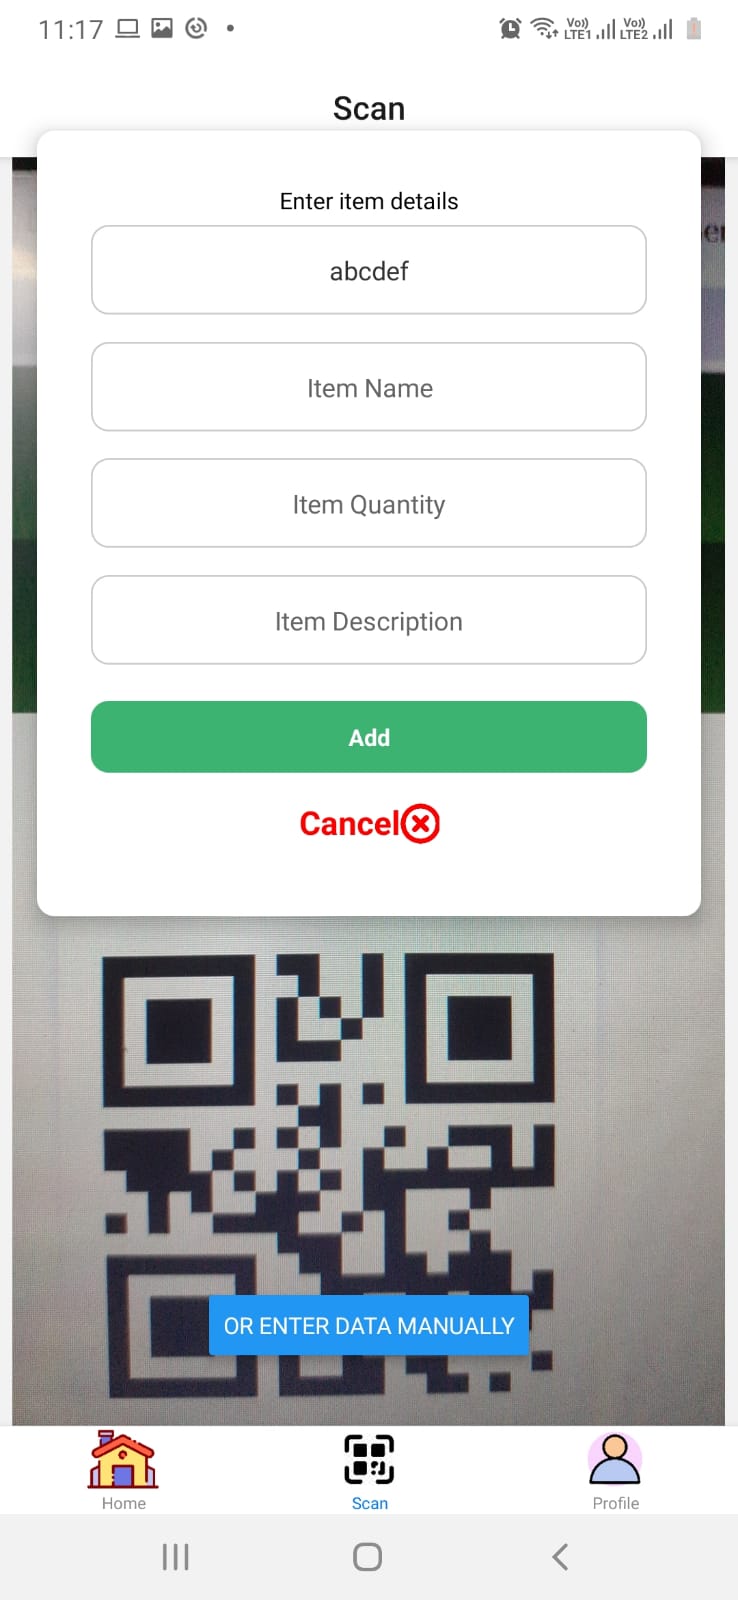 11:17
Vo)) LTE1 Vo)) LTE2
Scan
Enter item details
abcdef
Item Name
Item Quantity
Item Description
Add
Cancel
OR ENTER DATA MANUALLY
Home
Scan
Profile